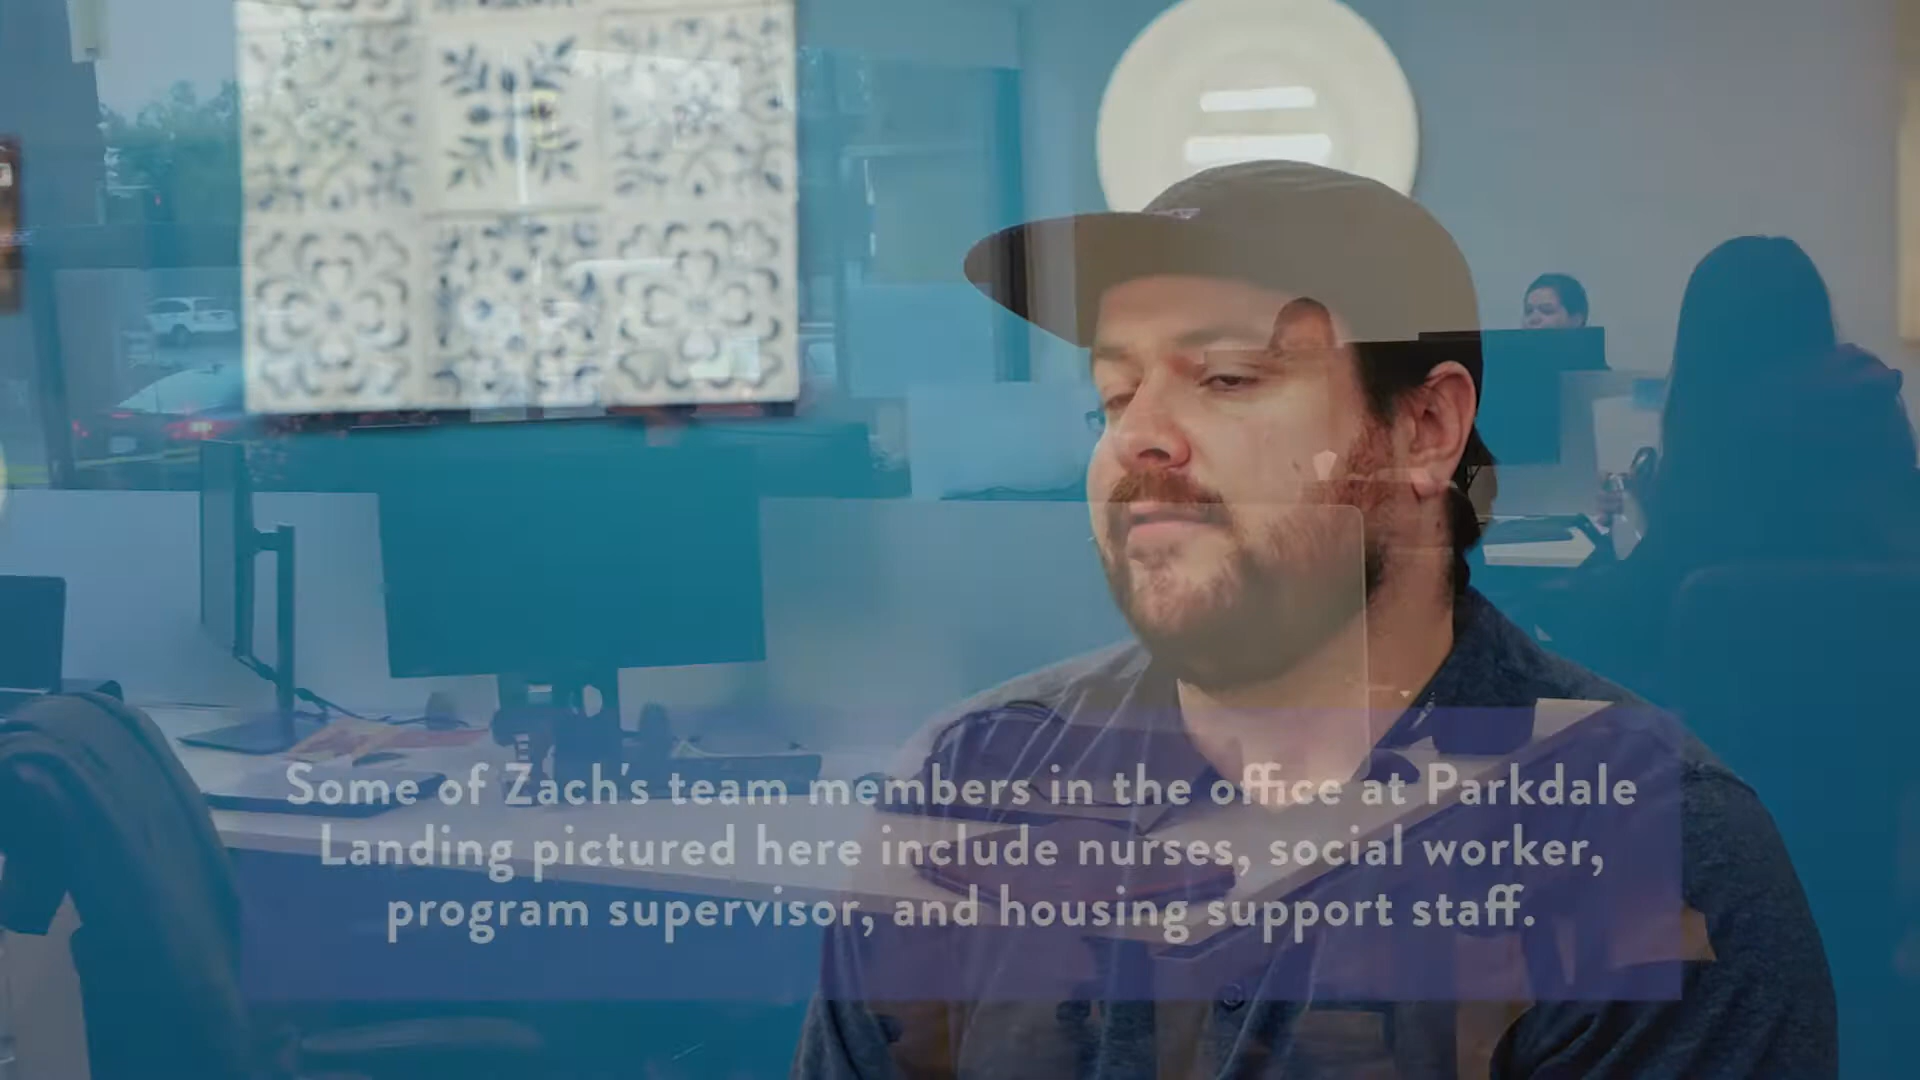 Some of Zach's team members in the office at Parkdale
Landing pictured here include nurses, social worker,
program supervisor, and housing support staff.